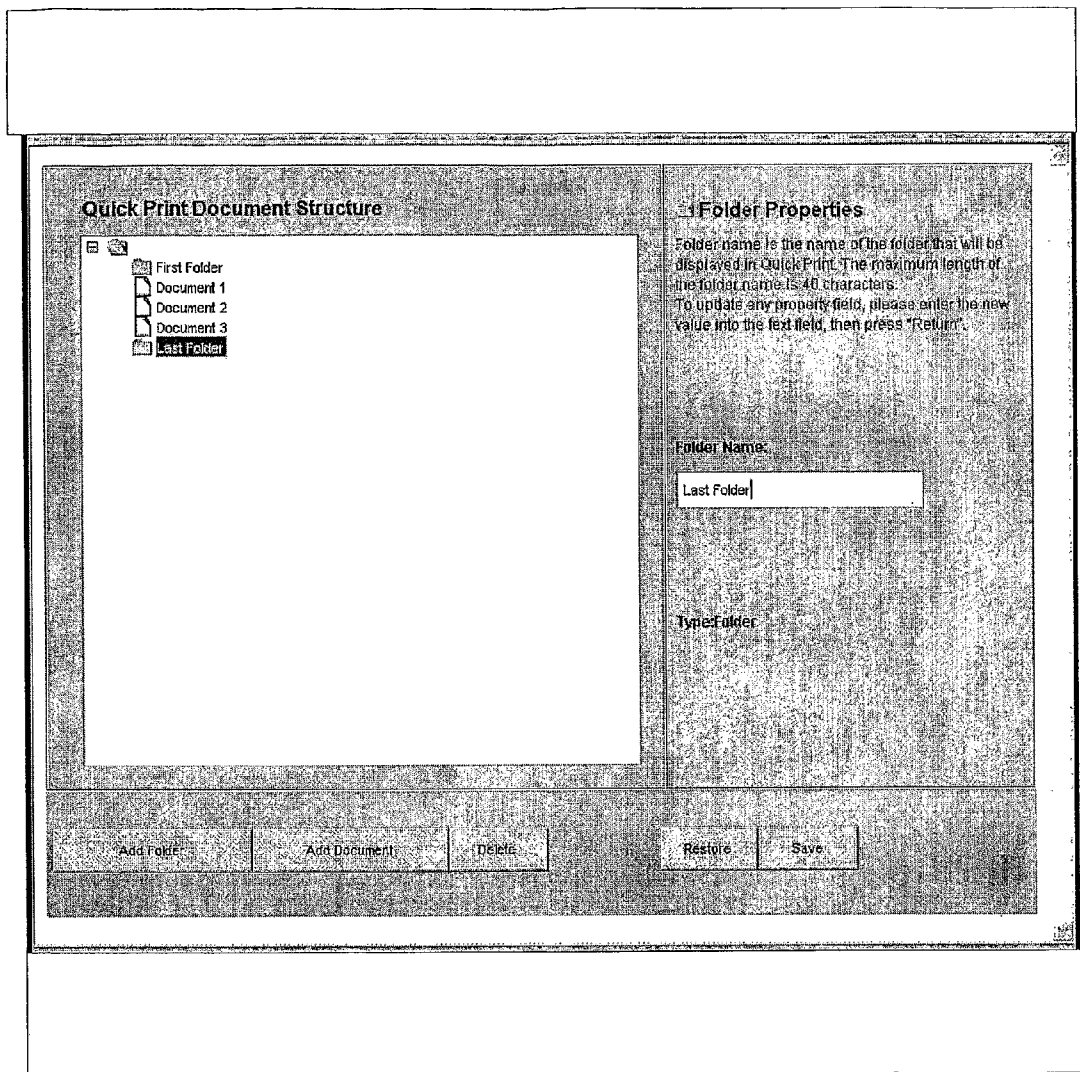 Quick Print Document Structure
First Folder
Document 1
Document 2
Document 3
Last Folder
Folder Properties
Folder name is the name of the folder that will be
displayed in Quick Print. The maximum length of
the folder name is 40 characters.
To update any property field, please enter the new
value into the text field, then press "Return".
Folder Name:
Last Folder
Type:Folder
Add Folder
Add Document
Delete
Restore
Save